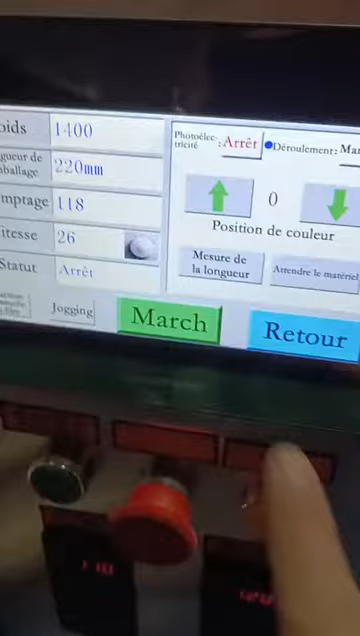 oids 1400
gueur de
ballage 220mm
mptage 118
itesse 26
Statut Arrêt
Jogging
March
Photoélec-
tricité :Arrêt
Déroulement: Mar
0
Position de couleur
Mesure de
la longueur
Attendre le matériel
Retour